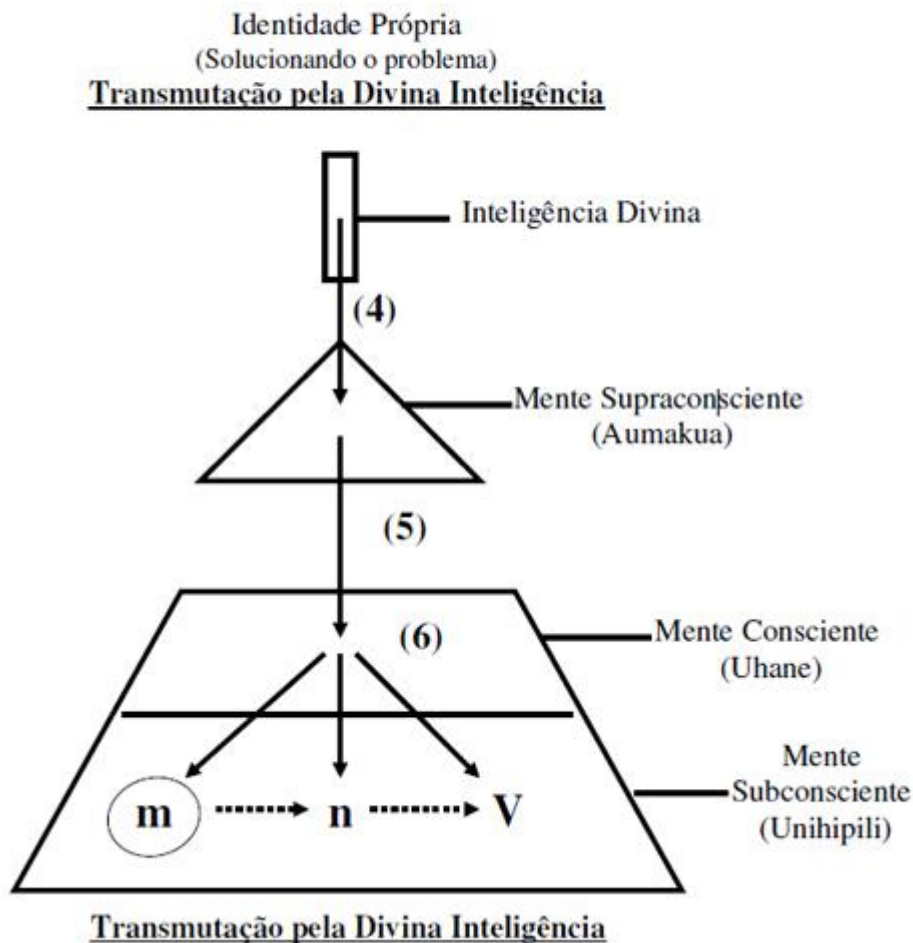 Identidade Própria
(Solucionando o problema)
Transmutação pela Divina Inteligência
Inteligência Divina
(4)
Mente Supraconsciente
(Aumakua)
(5)
(6)
Mente Consciente
(Uhane)
Mente
Subconsciente
(Unihipili)
m n V
Transmutação pela Divina Inteligência